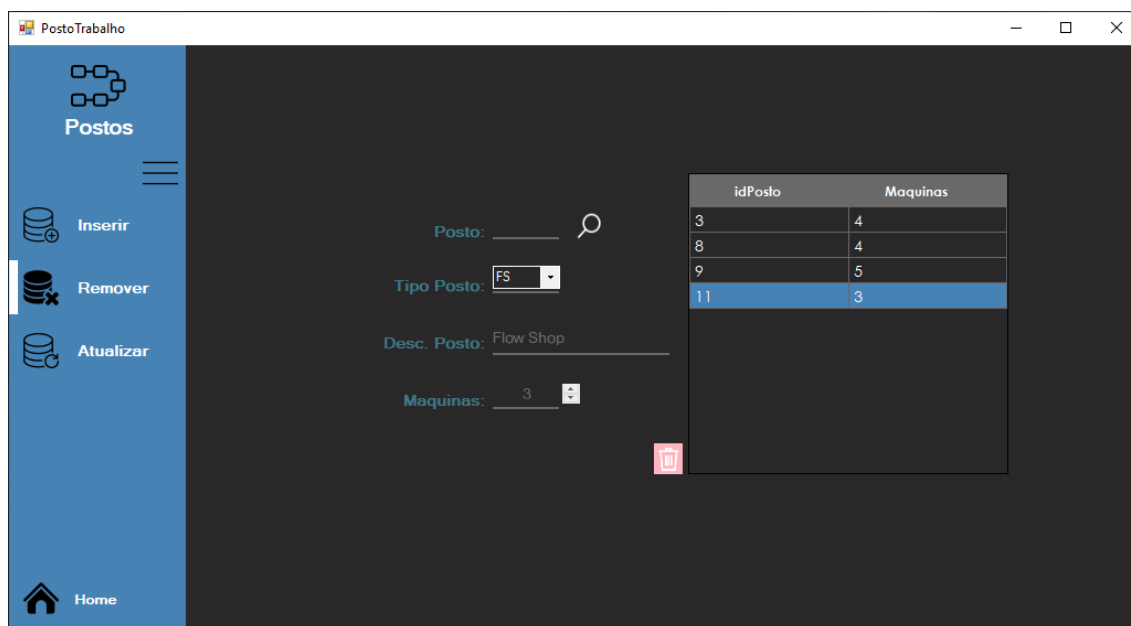 PostoTrabalho
Postos
Inserir
Remover
Atualizar
Home
Posto:
Tipo Posto: FS
Desc. Posto: Flow Shop
Maquinas: 3
idPosto Maquinas
3 4
8 4
9 5
11 3